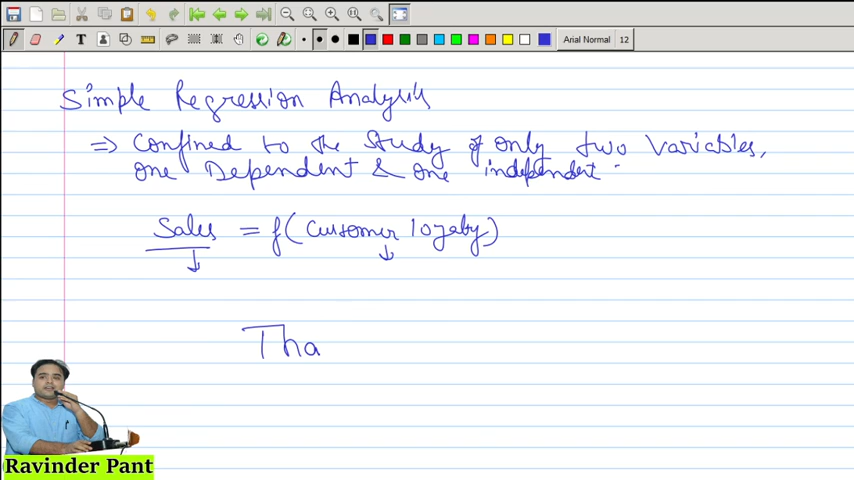 Arial Normal 12
Simple Regression Analysis
⇒ Confined to the Study of only two Variables,
one Dependent & one independent.
Sales = f(Customer loyalty)
Tha
Ravinder Pant